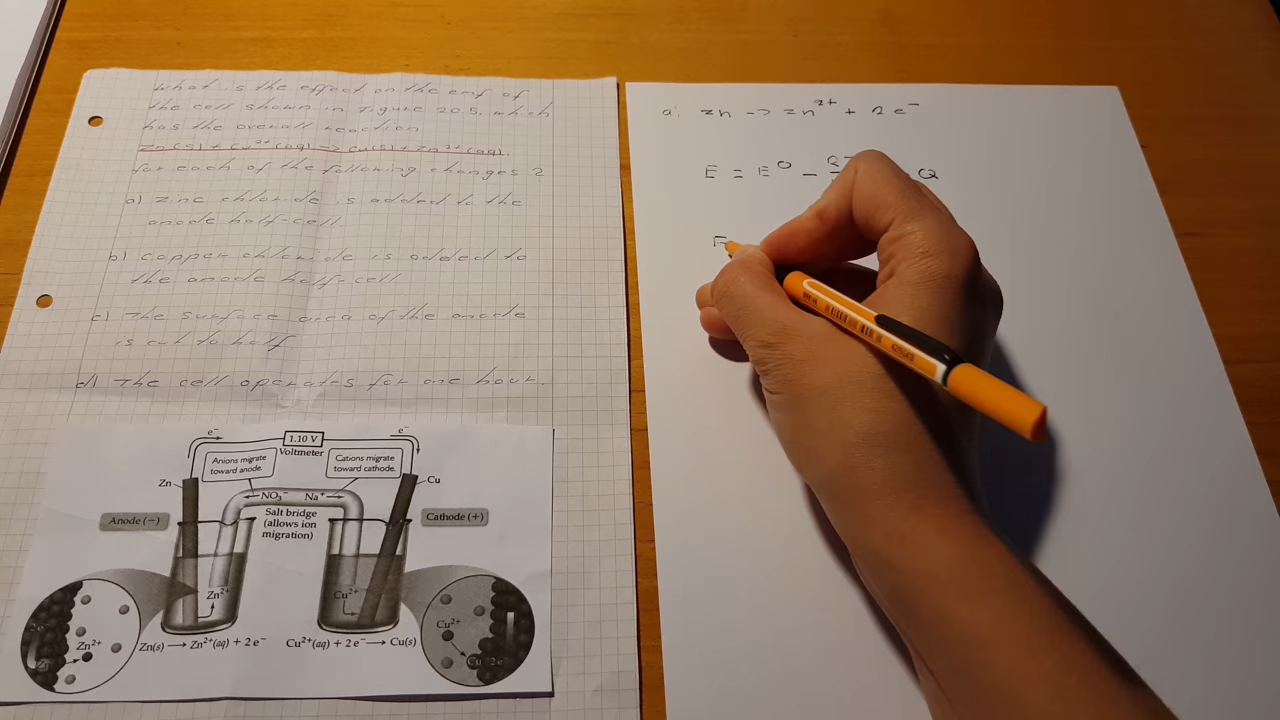 What is the effect on the emf of
the cell shown in Figure 20.5, which
has the overall reaction
Zn(s) + Cu²⁺(aq) -> Cu(s) + Zn²⁺(aq).
for each of the following changes?
a) zinc chloride is added to the
anode half-cell.
b) copper chloride is added to
the anode half-cell
c) The surface area of the anode
is cut to half
d) The cell operates for one hour.
e⁻
1.10 V
e⁻
Voltmeter
Anions migrate
toward anode.
Cations migrate
toward cathode.
Zn
Cu
NO₃⁻ Na⁺
Salt bridge
(allows ion
migration)
Anode (−)
Cathode (+)
Zn²⁺
Cu²⁺
Zn²⁺
Cu²⁺
Zn(s) → Zn²⁺(aq) + 2 e⁻
Cu²⁺(aq) + 2 e⁻ → Cu(s)
a: Zn -> Zn²⁺ + 2e⁻
E = E⁰ - Q